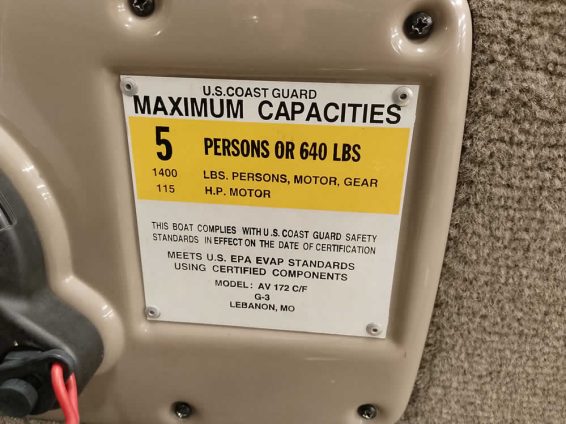 U.S. COAST GUARD
MAXIMUM CAPACITIES
5 PERSONS OR 640 LBS
1400 LBS. PERSONS, MOTOR, GEAR
115 H.P. MOTOR
THIS BOAT COMPLIES WITH U.S. COAST GUARD SAFETY
STANDARDS IN EFFECT ON THE DATE OF CERTIFICATION
MEETS U.S. EPA EVAP STANDARDS
USING CERTIFIED COMPONENTS
MODEL: AV 172 C/F
G-3
LEBANON, MO